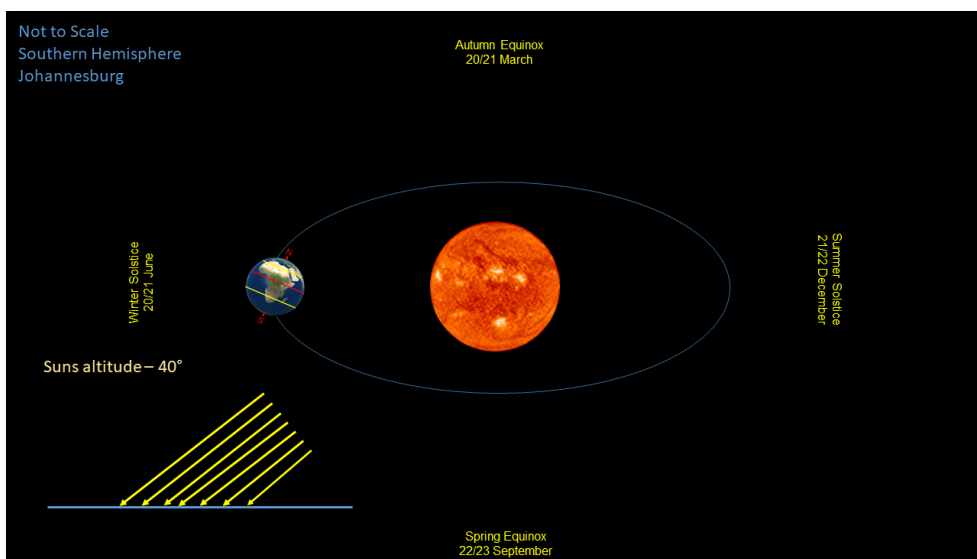 Not to Scale
Southern Hemisphere
Johannesburg
Autumn Equinox
20/21 March
Winter Solstice
20/21 June
N
S
Summer Solstice
21/22 December
Suns altitude – 40°
Spring Equinox
22/23 September